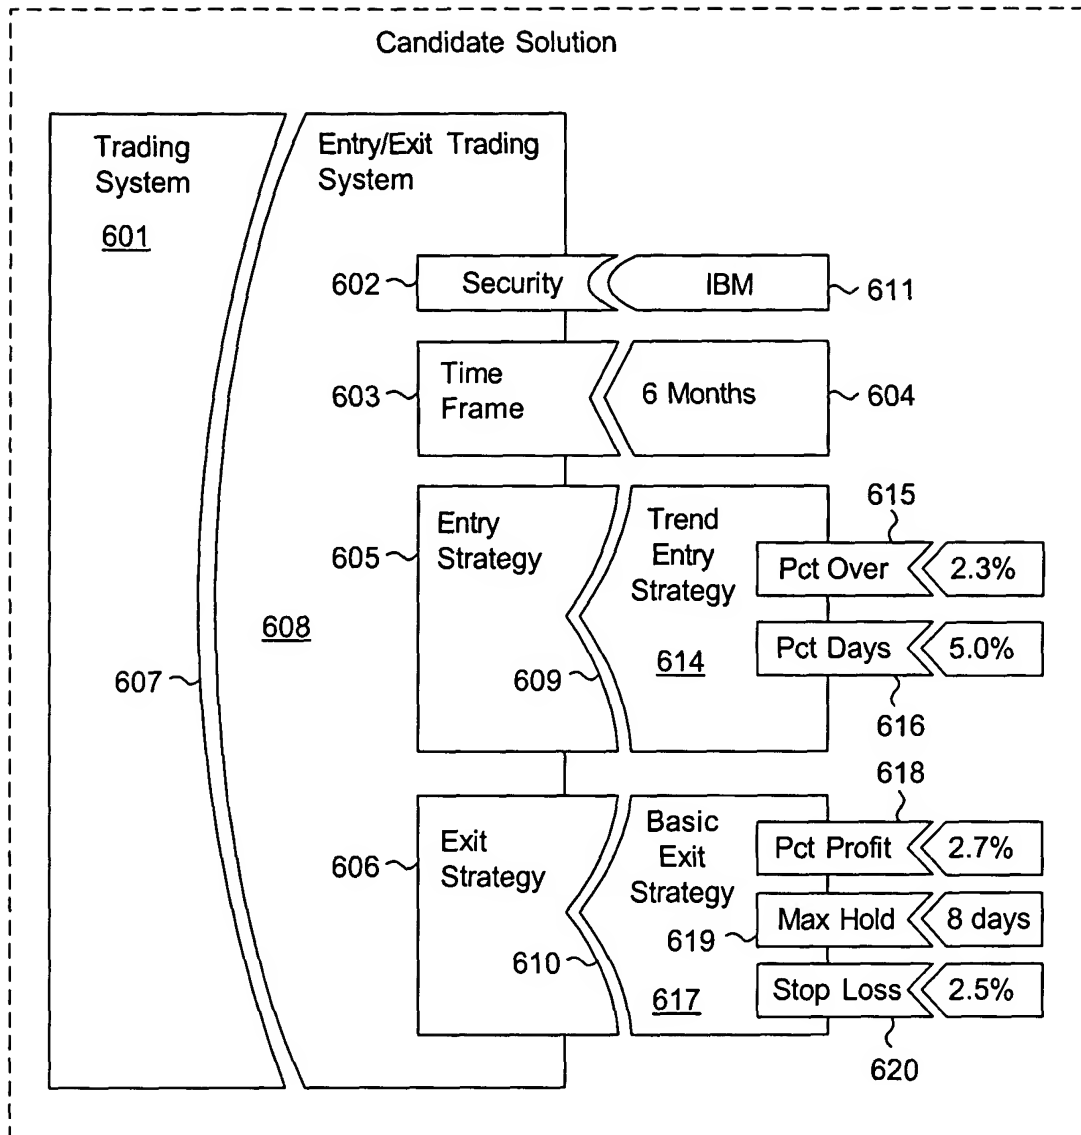 Candidate Solution
Trading
System
601
Entry/Exit Trading
System
602
Security
IBM
611
603
Time
Frame
6 Months
604
605
Entry
Strategy
Trend
Entry
Strategy
615
Pct Over
2.3%
608
609
614
Pct Days
5.0%
607
616
618
606
Exit
Strategy
Basic
Exit
Strategy
Pct Profit
2.7%
619
Max Hold
8 days
610
617
Stop Loss
2.5%
620